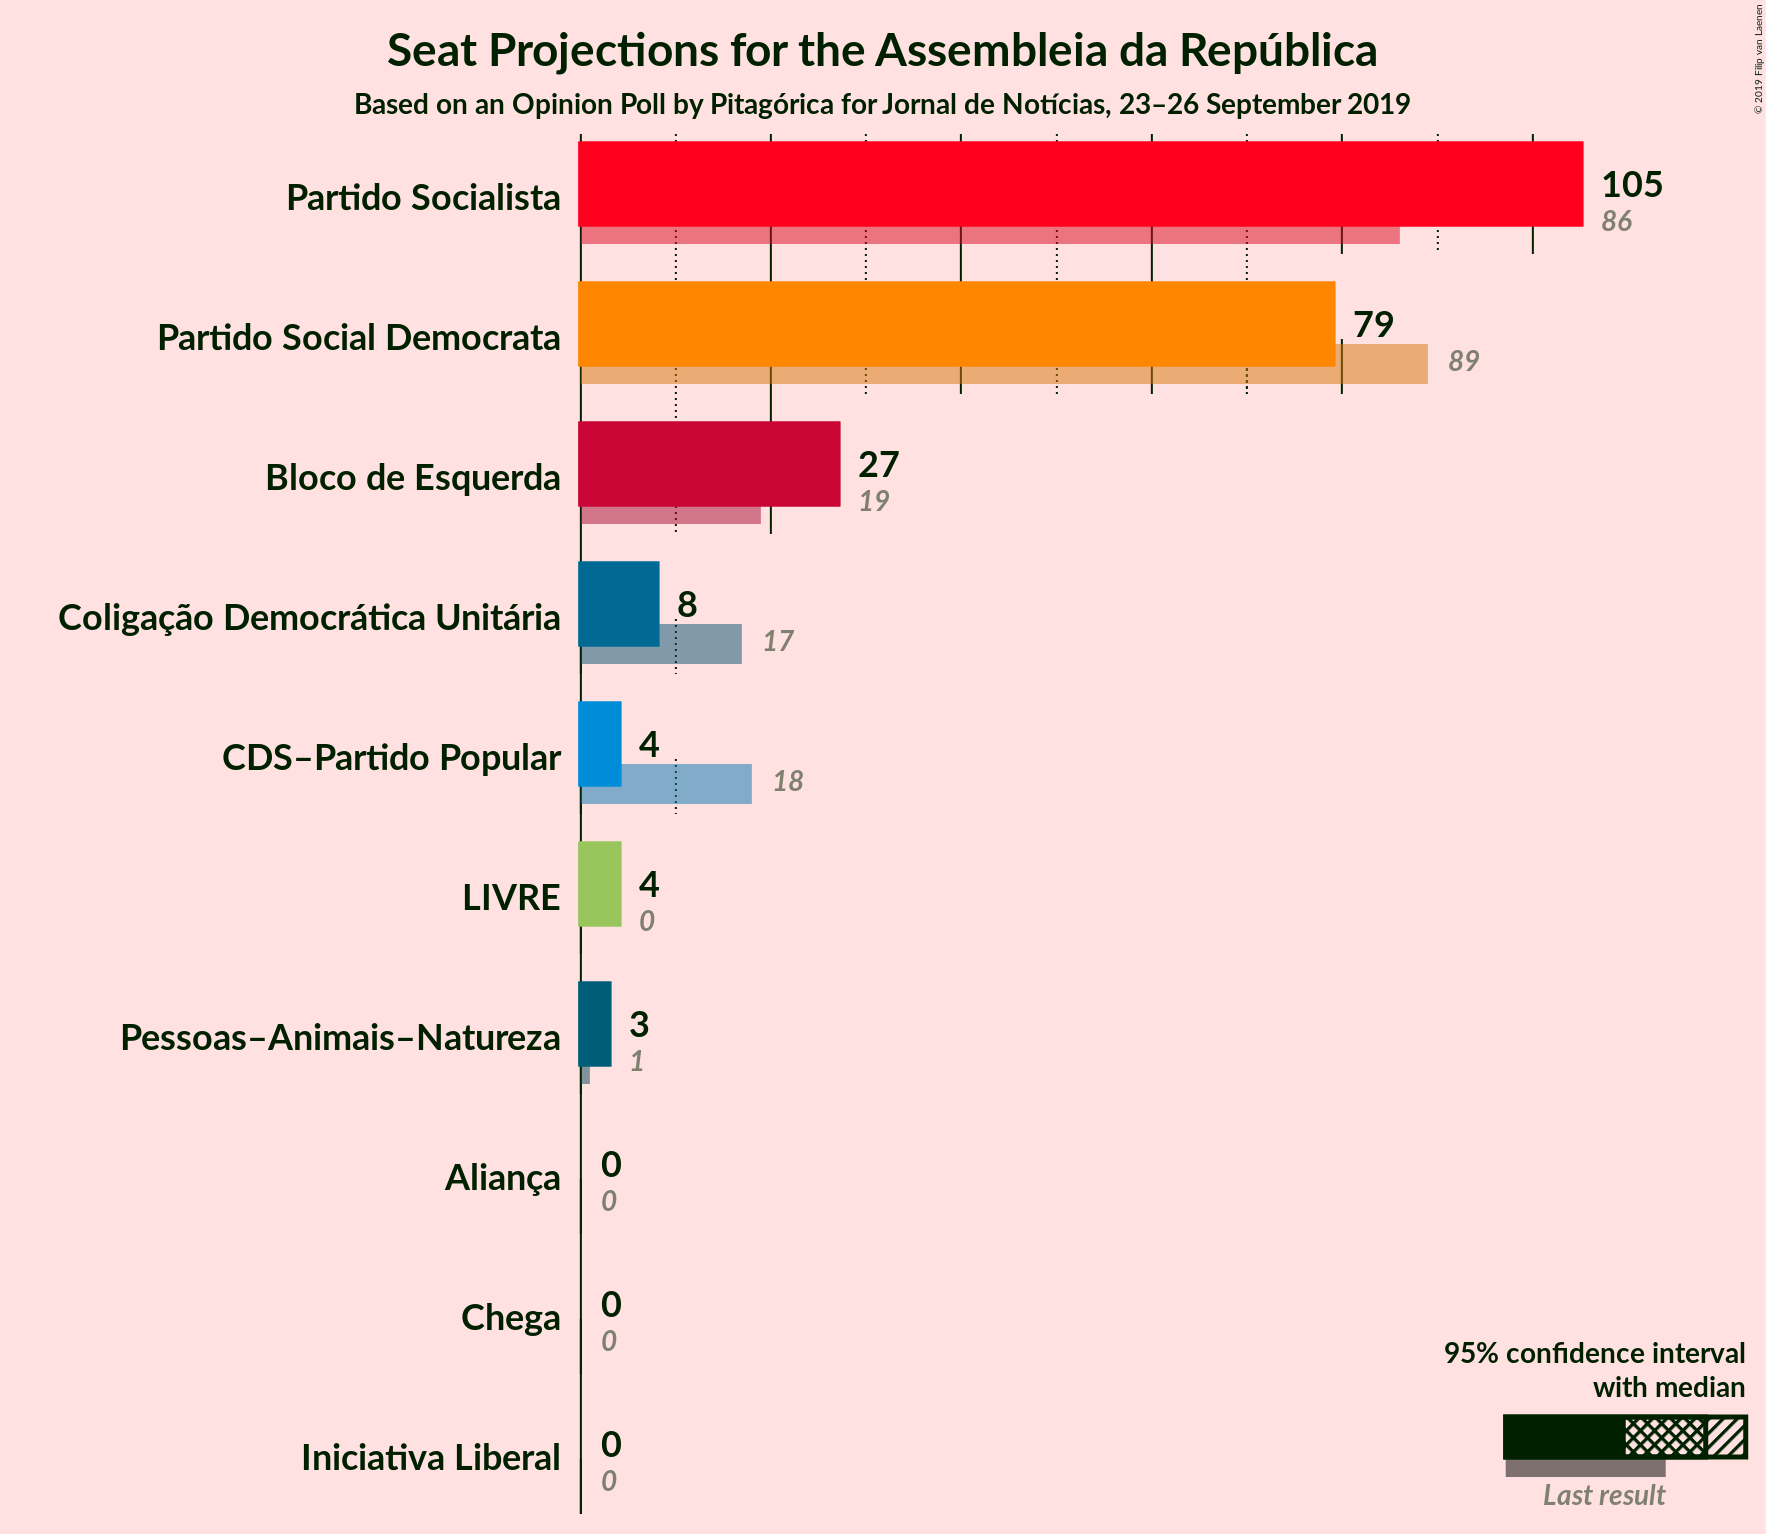 Seat Projections for the Assembleia da República
Based on an Opinion Poll by Pitagórica for Jornal de Notícias, 23–26 September 2019
© 2019 Filip van Laenen
Partido Socialista
105
86
Partido Social Democrata
79
89
Bloco de Esquerda
27
19
Coligação Democrática Unitária
8
17
CDS–Partido Popular
4
18
LIVRE
4
0
Pessoas–Animais–Natureza
3
1
Aliança
0
0
Chega
0
0
Iniciativa Liberal
0
0
95% confidence interval
with median
Last result